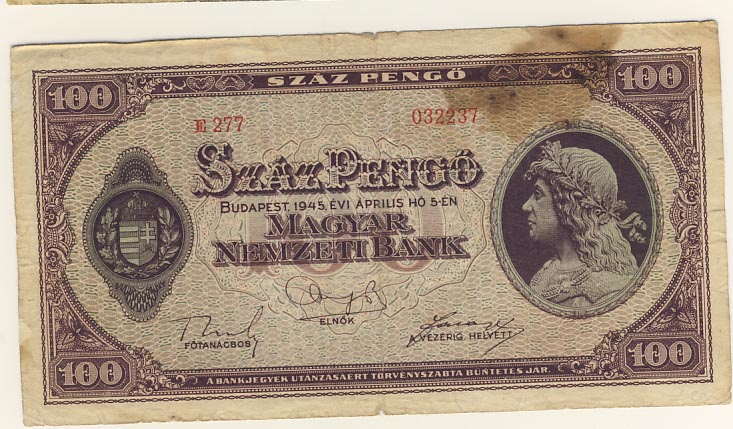 100 SZÁZ PENGŐ 100
E 277 032237
SZÁZ PENGŐ
BUDAPEST, 1945. ÉVI ÁPRILIS HÓ 5-ÉN
MAGYAR
NEMZETI BANK
FŐTANÁCSOS
ELNÖK
A VEZÉRIG. HELYETT
100 A BANKJEGYEK UTÁNZÁSÁÉRT TÖRVÉNYSZABTA BÜNTETÉS JÁR. 100